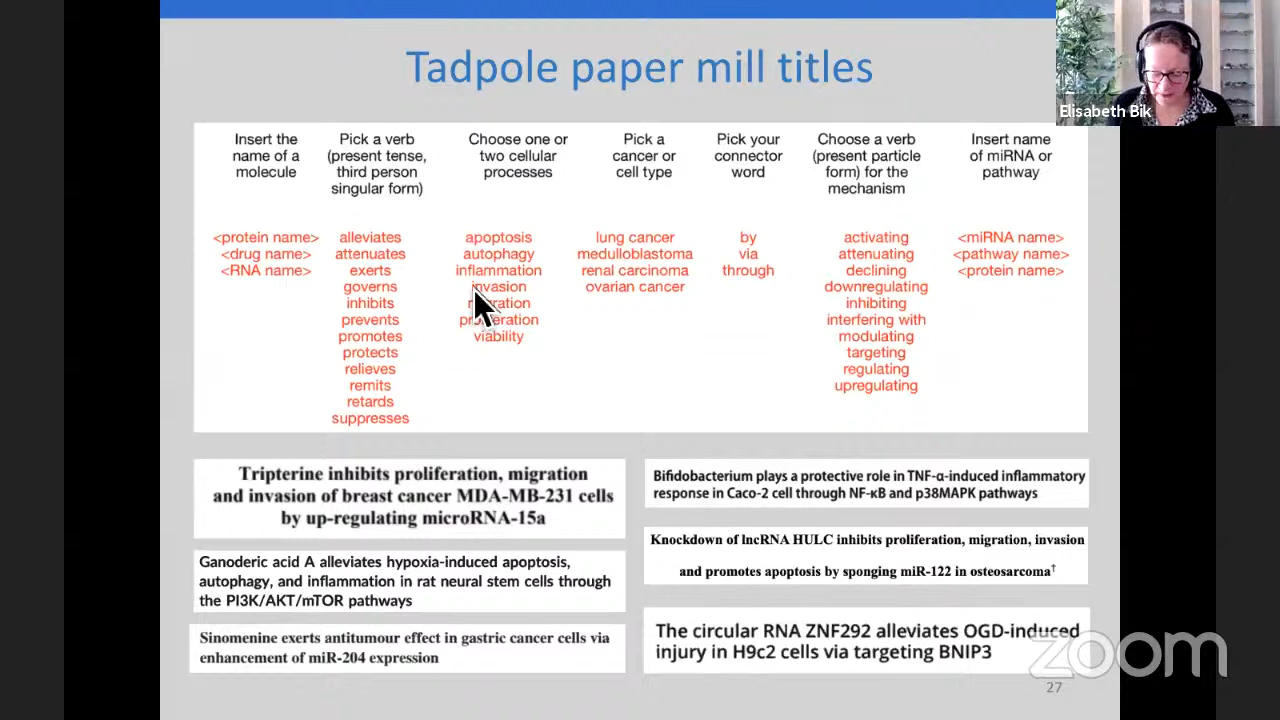 Tadpole paper mill titles
Elisabeth Bik
Insert the
name of a
molecule
Pick a verb
(present tense,
third person
singular form)
Choose one or
two cellular
processes
Pick a
cancer or
cell type
Pick your
connector
word
Choose a verb
(present particle
form) for the
mechanism
Insert name
of miRNA or
pathway
<protein name>
<drug name>
<RNA name>
alleviates
attenuates
exerts
governs
inhibits
prevents
promotes
protects
relieves
remits
retards
suppresses
apoptosis
autophagy
inflammation
invasion
migration
proliferation
viability
lung cancer
medulloblastoma
renal carcinoma
ovarian cancer
by
via
through
activating
attenuating
declining
downregulating
inhibiting
interfering with
modulating
targeting
regulating
upregulating
<miRNA name>
<pathway name>
<protein name>
Tripterine inhibits proliferation, migration
and invasion of breast cancer MDA-MB-231 cells
by up-regulating microRNA-15a
Ganoderic acid A alleviates hypoxia-induced apoptosis,
autophagy, and inflammation in rat neural stem cells through
the PI3K/AKT/mTOR pathways
Sinomenine exerts antitumour effect in gastric cancer cells via
enhancement of miR-204 expression
Bifidobacterium plays a protective role in TNF-α-induced inflammatory
response in Caco-2 cell through NF-κB and p38MAPK pathways
Knockdown of lncRNA HULC inhibits proliferation, migration, invasion
and promotes apoptosis by sponging miR-122 in osteosarcoma†
The circular RNA ZNF292 alleviates OGD-induced
injury in H9c2 cells via targeting BNIP3
zoom
27